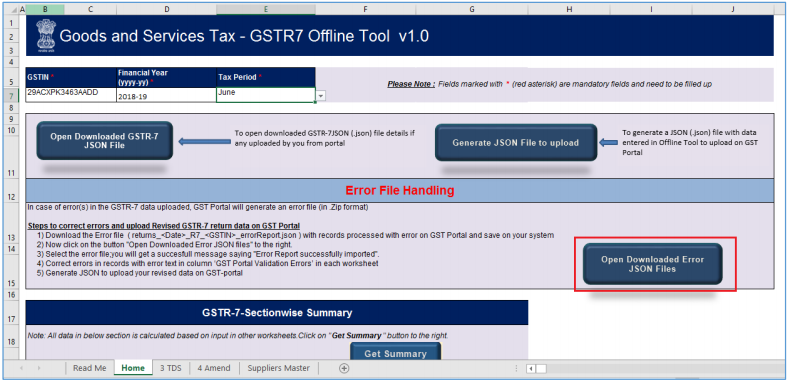 A B C D E F G H I J
1
2
3
Goods and Services Tax - GSTR7 Offline Tool v1.0
4
5
GSTIN * Financial Year (yyyy-yy) * Tax Period *
Please Note : Fields marked with * (red asterisk) are mandatory fields and need to be filled up
7
29ACXPK3463AADD 2018-19 June
8
9
10
Open Downloaded GSTR-7
JSON File
To open downloaded GSTR-7JSON (.json) file details if
any uploaded by you from portal
Generate JSON File to upload
To generate a JSON (.json) file with data
entered in Offline Tool to upload on GST
Portal
11
12
Error File Handling
In case of error(s) in the GSTR-7 data uploaded, GST Portal will generate an error file (in .Zip format)
Steps to correct errors and upload Revised GSTR-7 return data on GST Portal
13
1) Download the Error file ( returns_<Date>_R7_<GSTIN>_errorReport.json ) with records processed with error on GST Portal and save on your system
14
2) Now click on the button "Open Downloaded Error JSON files" to the right.
3) Select the error file;you will get a succesfull message saying "Error Report successfully imported".
4) Correct errors in records with error text in column 'GST Portal Validation Errors' in each worksheet
5) Generate JSON to upload your revised data on GST-portal
Open Downloaded Error
JSON Files
15
16
17
GSTR-7-Sectionwise Summary
18
Note: All data in below section is calculated based on input in other worksheets.Click on "Get Summary" button to the right.
Get Summary
Read Me Home 3 TDS 4 Amend Suppliers Master